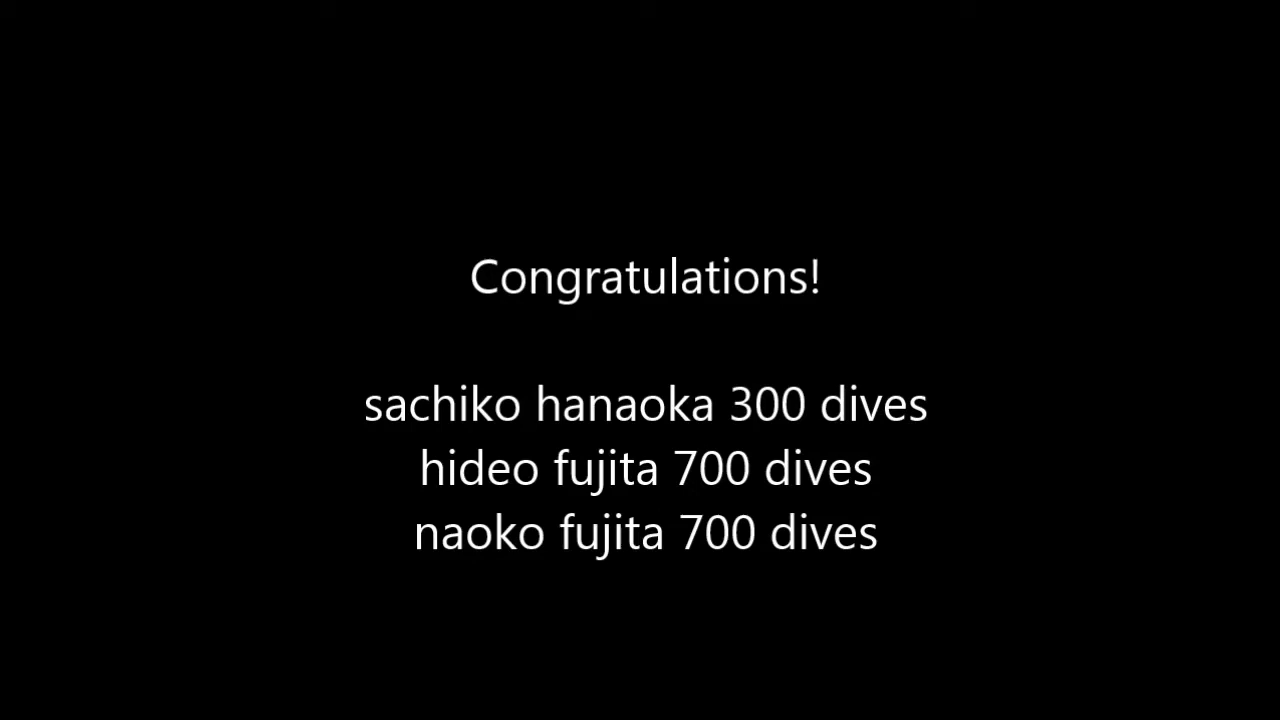 Congratulations!
sachiko hanaoka 300 dives
hideo fujita 700 dives
naoko fujita 700 dives